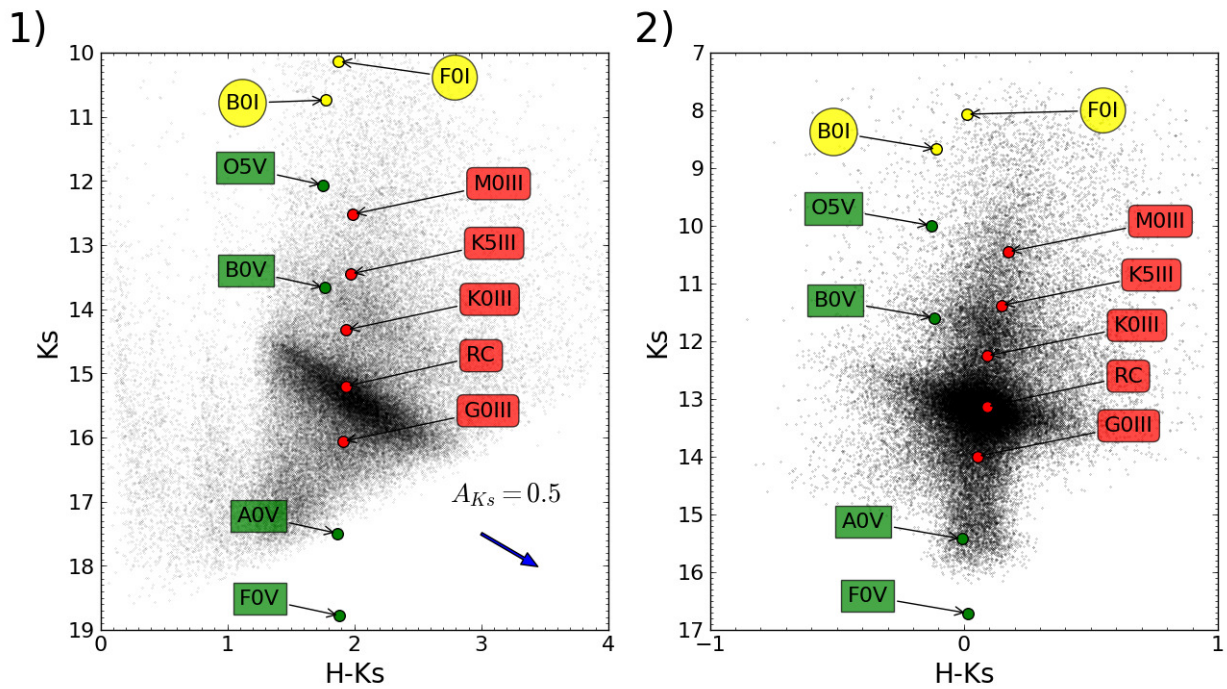 1)
10
11
12
13
14
15
16
17
18
19
Ks
0
1
2
3
4
H-Ks
F0I
B0I
O5V
M0III
K5III
B0V
K0III
RC
G0III
A_{Ks} = 0.5
A0V
F0V
2)
7
8
9
10
11
12
13
14
15
16
17
Ks
−1
0
1
H-Ks
F0I
B0I
O5V
M0III
K5III
B0V
K0III
RC
G0III
A0V
F0V